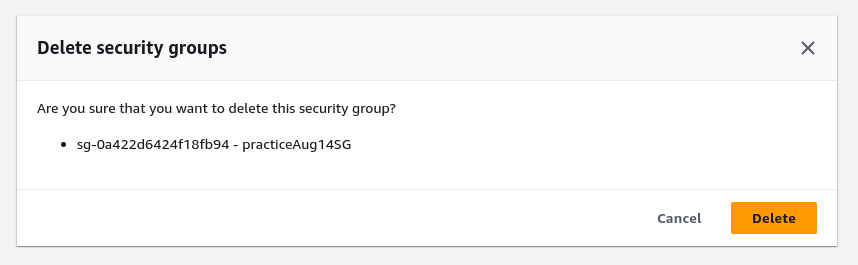 Delete security groups
Are you sure that you want to delete this security group?
• sg-0a422d6424f18fb94 - practiceAug14SG
Cancel
Delete